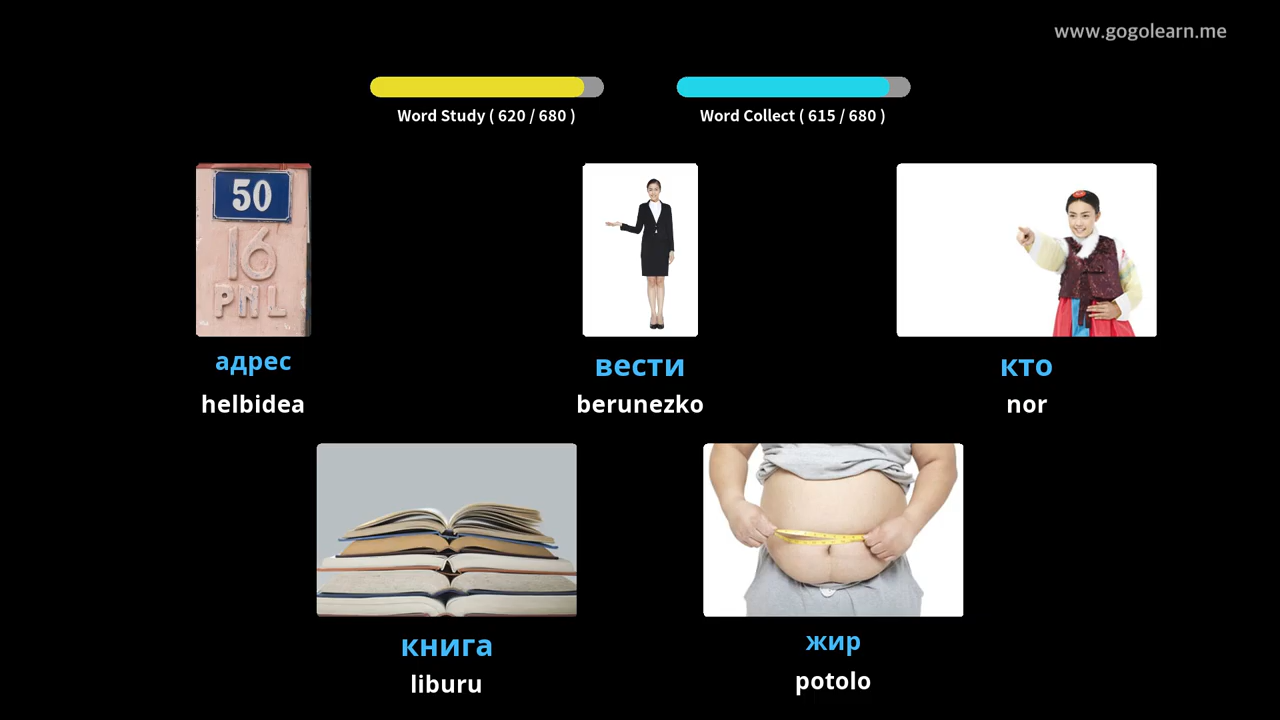 www.gogolearn.me
Word Study ( 620 / 680 )
Word Collect ( 615 / 680 )
50
16
PNL
адрес
helbidea
вести
berunezko
кто
nor
книга
liburu
жир
potolo